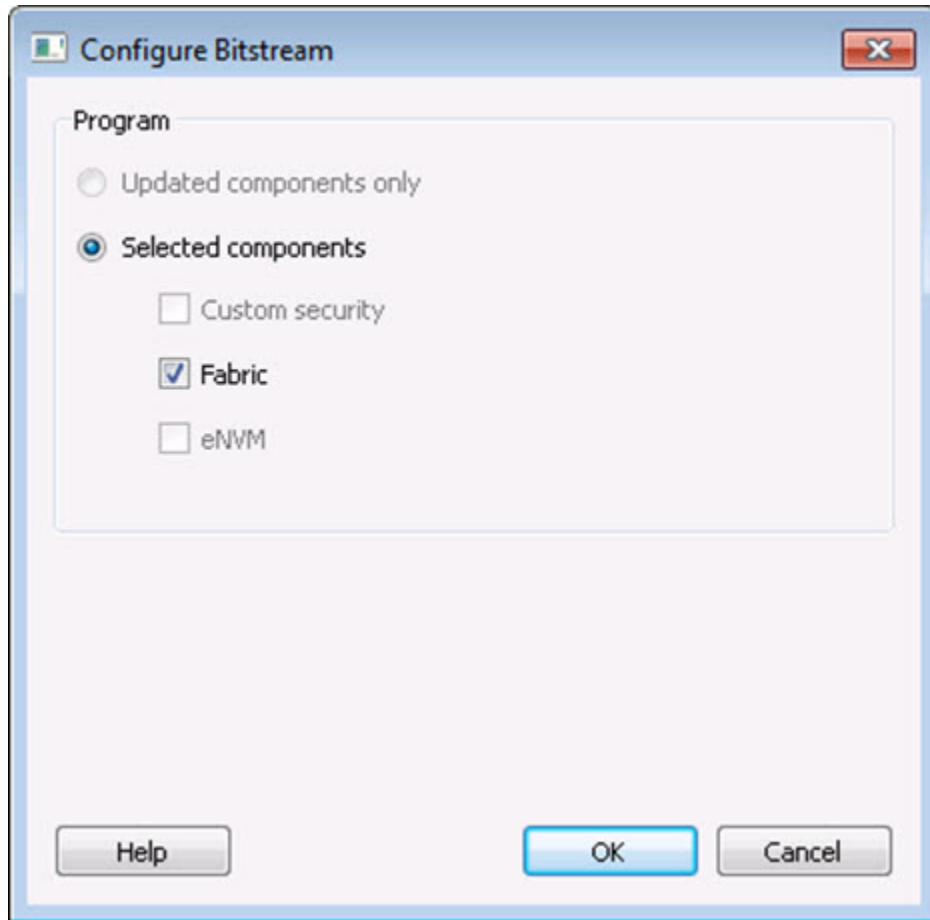 Configure Bitstream
Program
Updated components only
Selected components
Custom security
Fabric
eNVM
Help
OK
Cancel